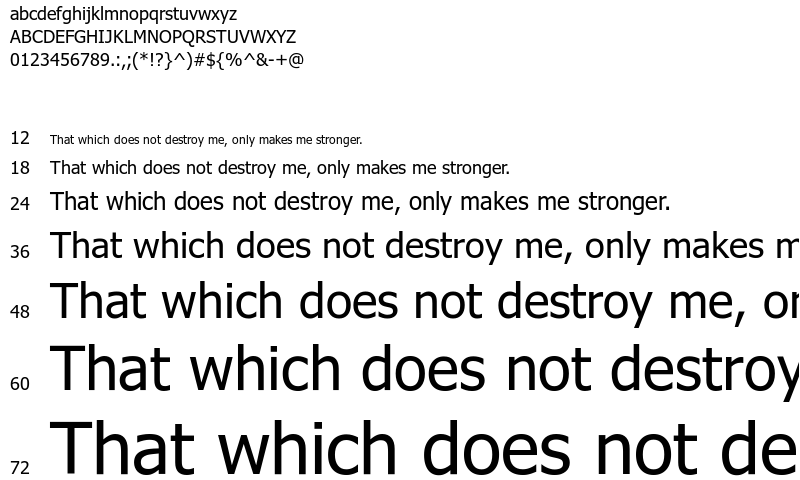 abcdefghijklmnopqrstuvwxyz
ABCDEFGHIJKLMNOPQRSTUVWXYZ
0123456789.:,;(*!?}^)#${%^&-+@
12 That which does not destroy me, only makes me stronger.
18 That which does not destroy me, only makes me stronger.
24 That which does not destroy me, only makes me stronger.
36 That which does not destroy me, only makes m
48 That which does not destroy me, on
60 That which does not destroy
72 That which does not de